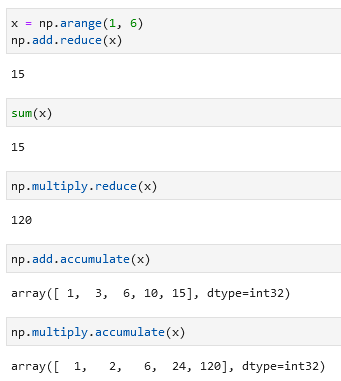 x = np.arange(1, 6)
np.add.reduce(x)
15
sum(x)
15
np.multiply.reduce(x)
120
np.add.accumulate(x)
array([ 1,  3,  6, 10, 15], dtype=int32)
np.multiply.accumulate(x)
array([  1,   2,   6,  24, 120], dtype=int32)